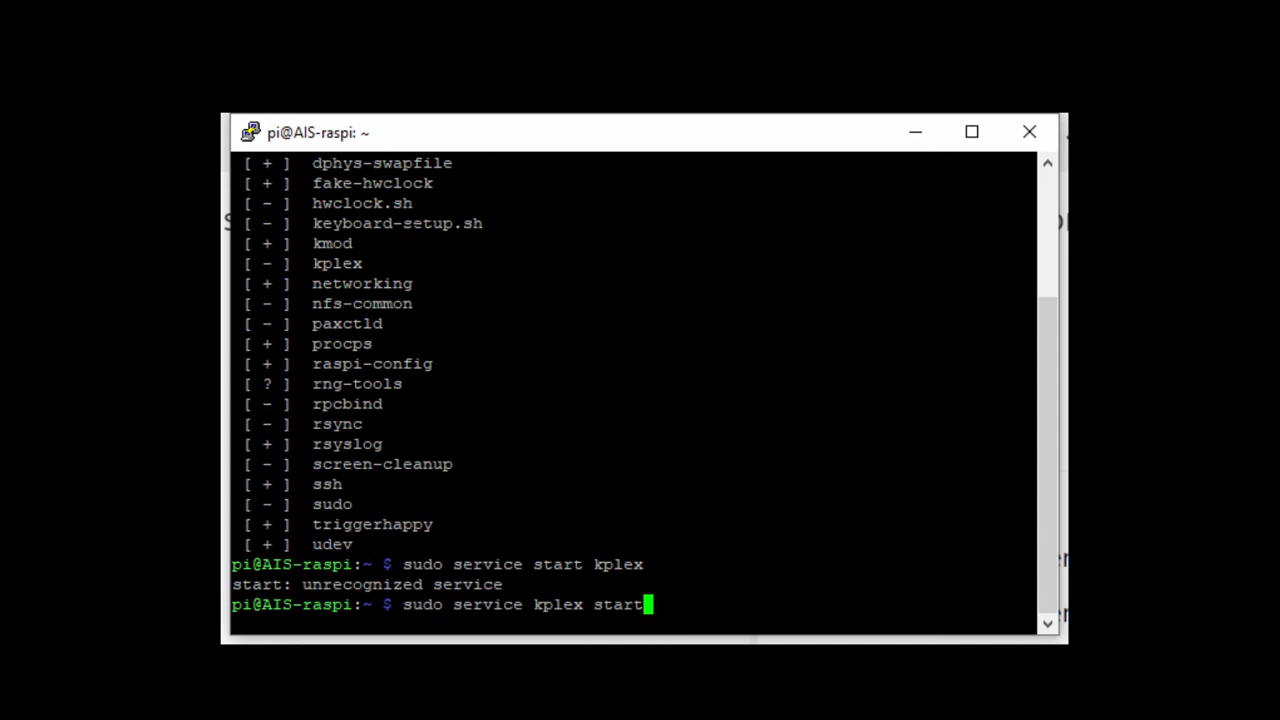 pi@AIS-raspi: ~
[ + ]  dphys-swapfile
[ + ]  fake-hwclock
[ - ]  hwclock.sh
[ - ]  keyboard-setup.sh
[ + ]  kmod
[ - ]  kplex
[ + ]  networking
[ - ]  nfs-common
[ - ]  paxctld
[ + ]  procps
[ + ]  raspi-config
[ ? ]  rng-tools
[ - ]  rpcbind
[ - ]  rsync
[ + ]  rsyslog
[ - ]  screen-cleanup
[ + ]  ssh
[ - ]  sudo
[ + ]  triggerhappy
[ + ]  udev
pi@AIS-raspi:~ $ sudo service start kplex
start: unrecognized service
pi@AIS-raspi:~ $ sudo service kplex start